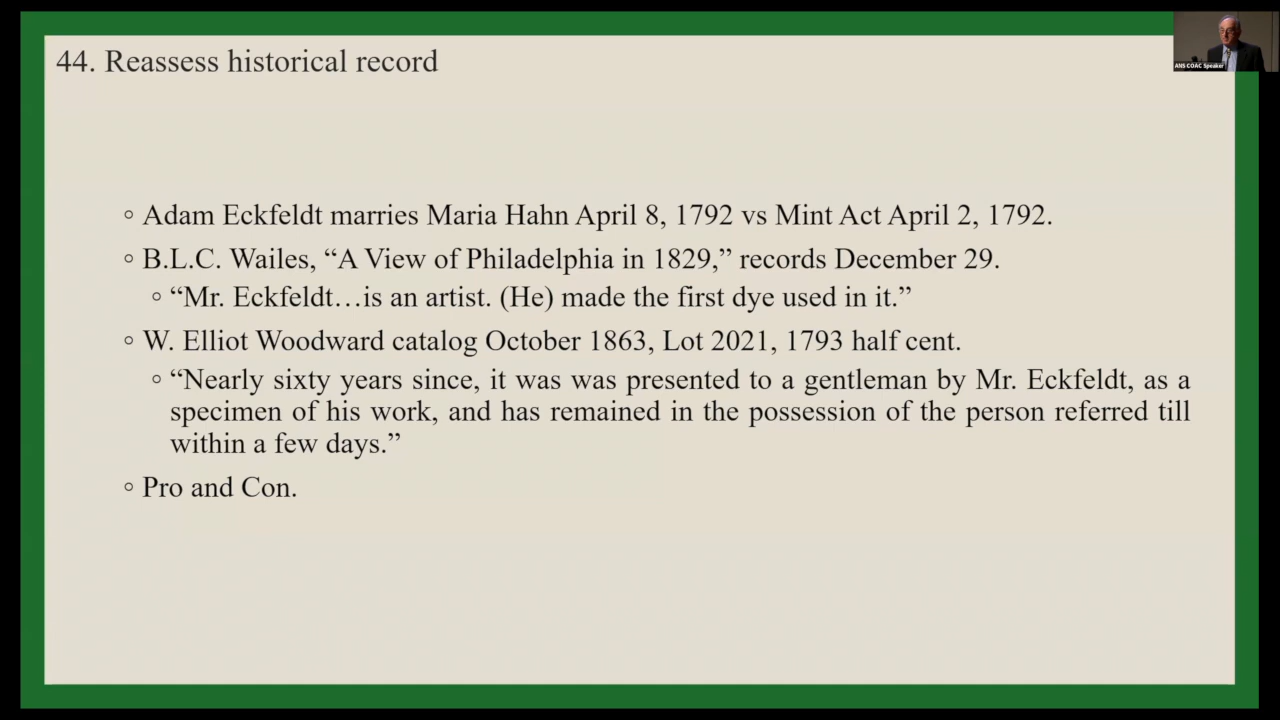 44. Reassess historical record
ANS COAC Speaker
◦ Adam Eckfeldt marries Maria Hahn April 8, 1792 vs Mint Act April 2, 1792.
◦ B.L.C. Wailes, “A View of Philadelphia in 1829,” records December 29.
◦ “Mr. Eckfeldt…is an artist. (He) made the first dye used in it.”
◦ W. Elliot Woodward catalog October 1863, Lot 2021, 1793 half cent.
◦ “Nearly sixty years since, it was was presented to a gentleman by Mr. Eckfeldt, as a
specimen of his work, and has remained in the possession of the person referred till
within a few days.”
◦ Pro and Con.